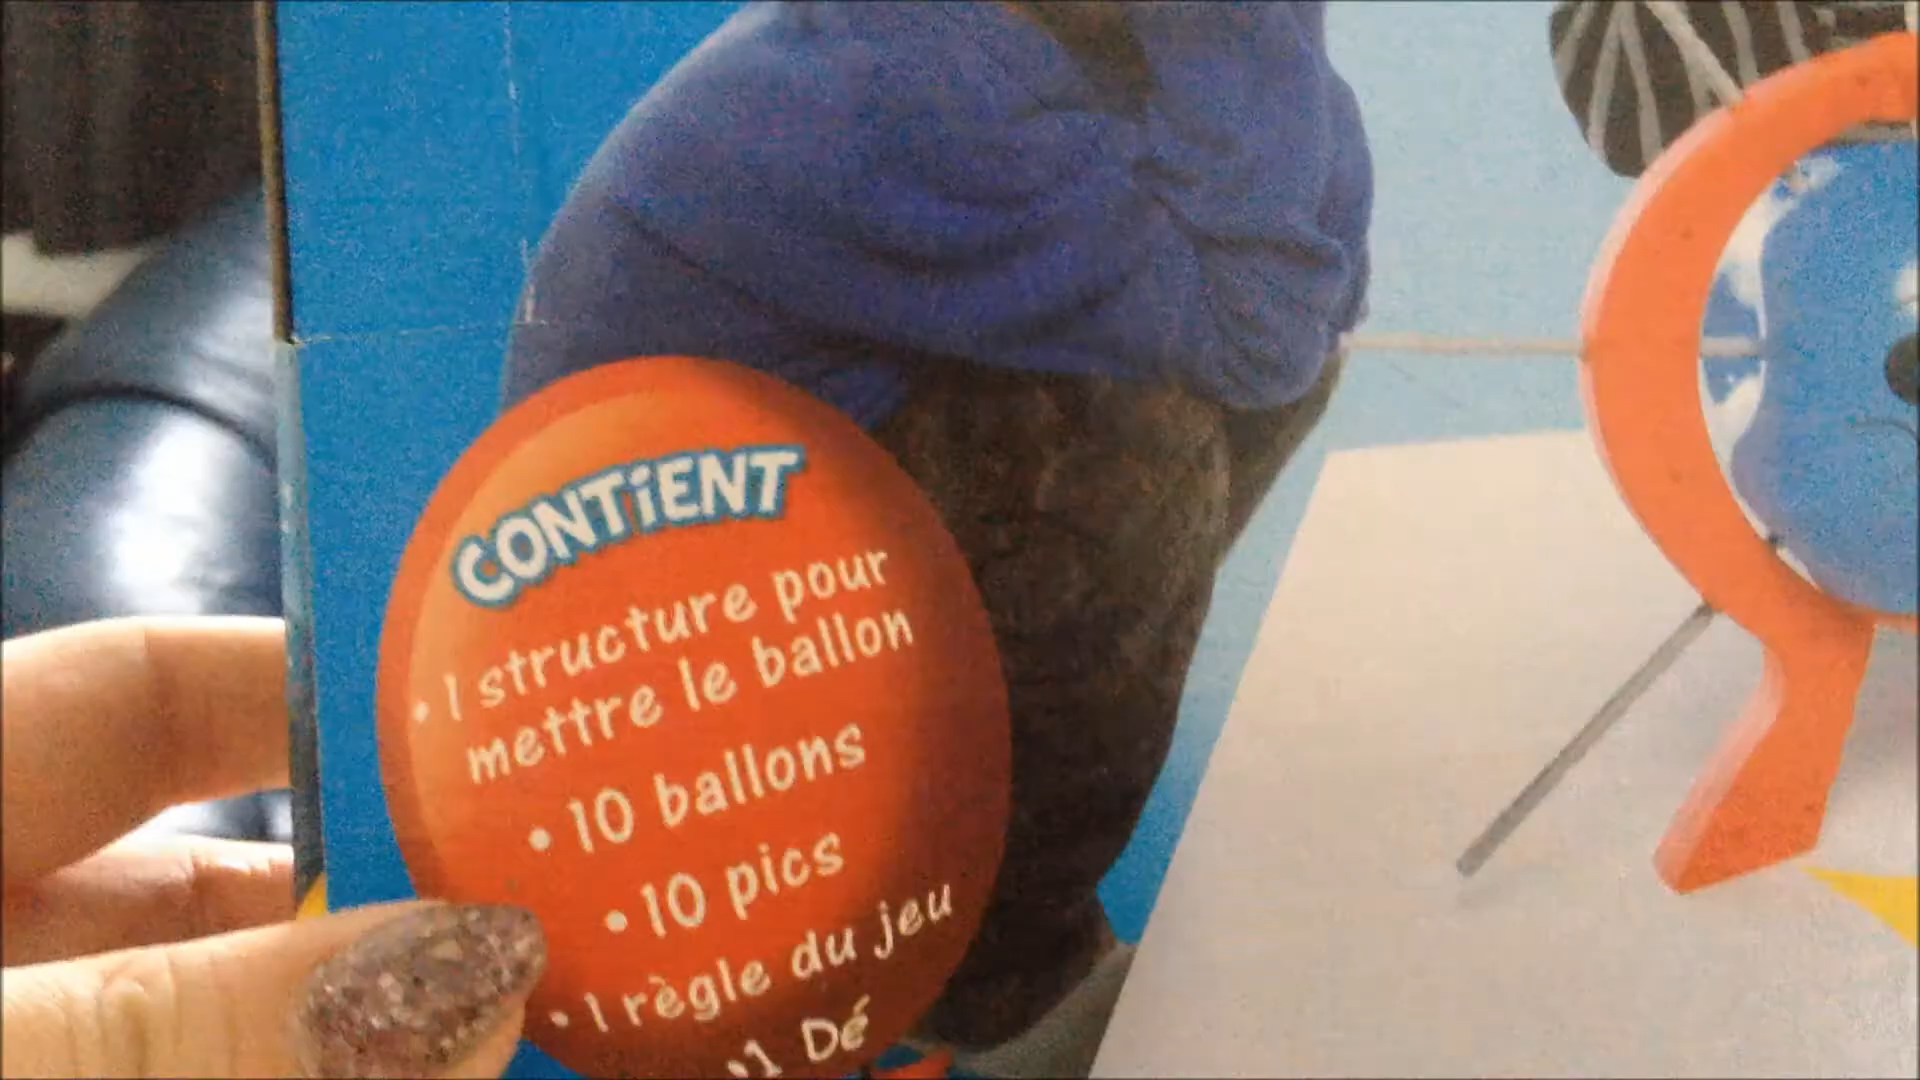 CONTiENT
• 1 structure pour
mettre le ballon
• 10 ballons
• 10 pics
• 1 règle du jeu
• 1 Dé